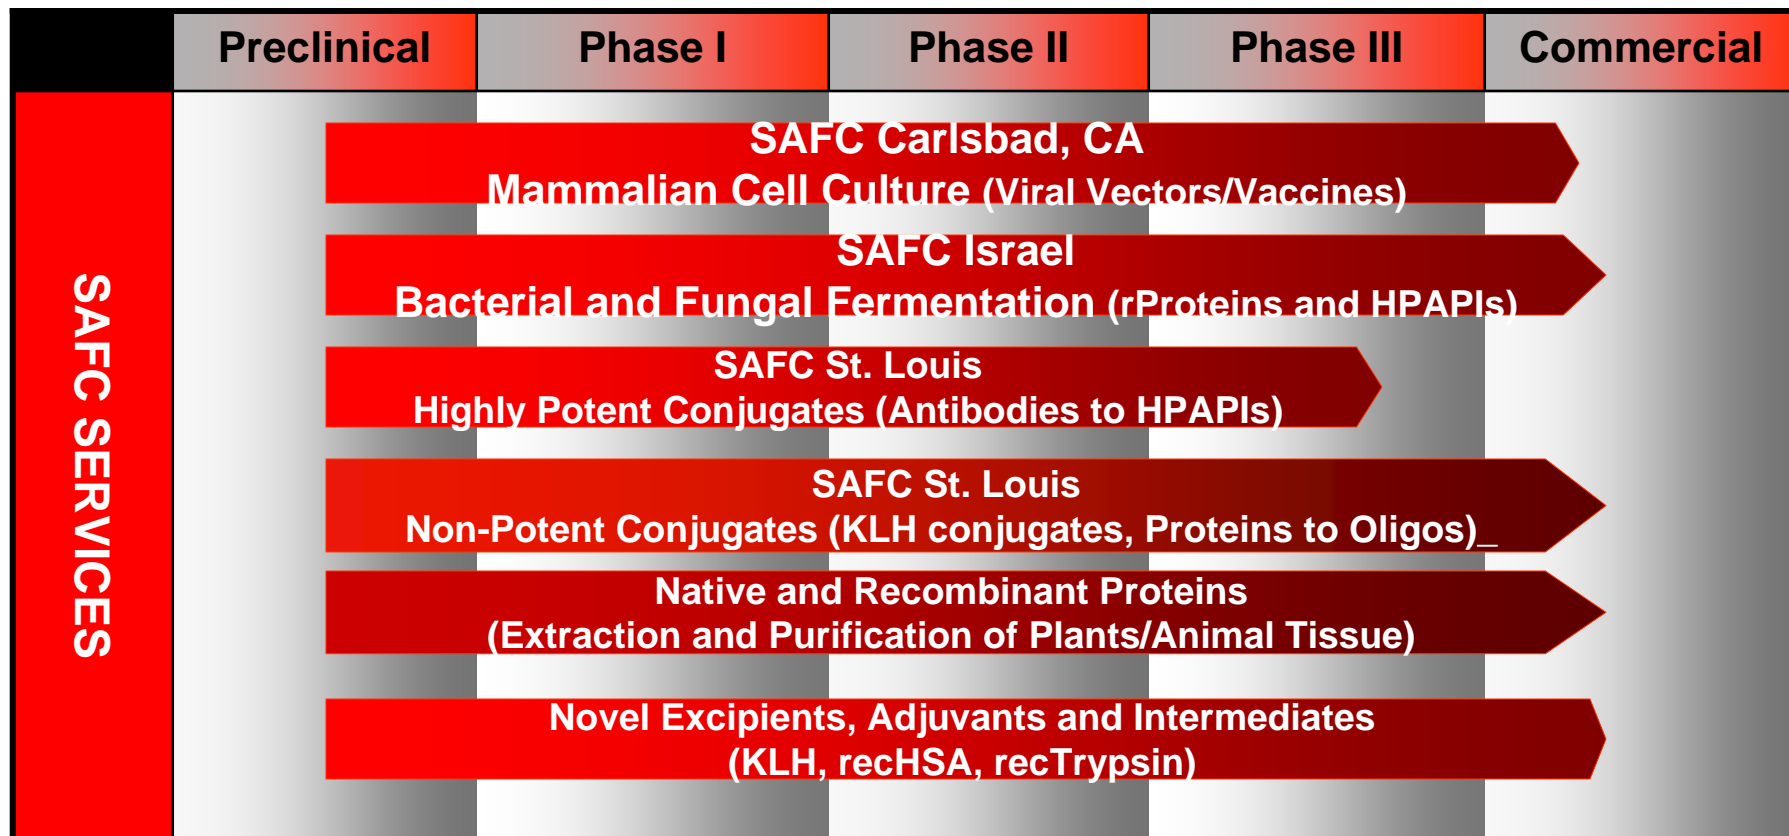 Preclinical Phase I Phase II Phase III Commercial
SAFC SERVICES
SAFC Carlsbad, CA
Mammalian Cell Culture (Viral Vectors/Vaccines)
SAFC Israel
Bacterial and Fungal Fermentation (rProteins and HPAPIs)
SAFC St. Louis
Highly Potent Conjugates (Antibodies to HPAPIs)
SAFC St. Louis
Non-Potent Conjugates (KLH conjugates, Proteins to Oligos)_
Native and Recombinant Proteins
(Extraction and Purification of Plants/Animal Tissue)
Novel Excipients, Adjuvants and Intermediates
(KLH, recHSA, recTrypsin)